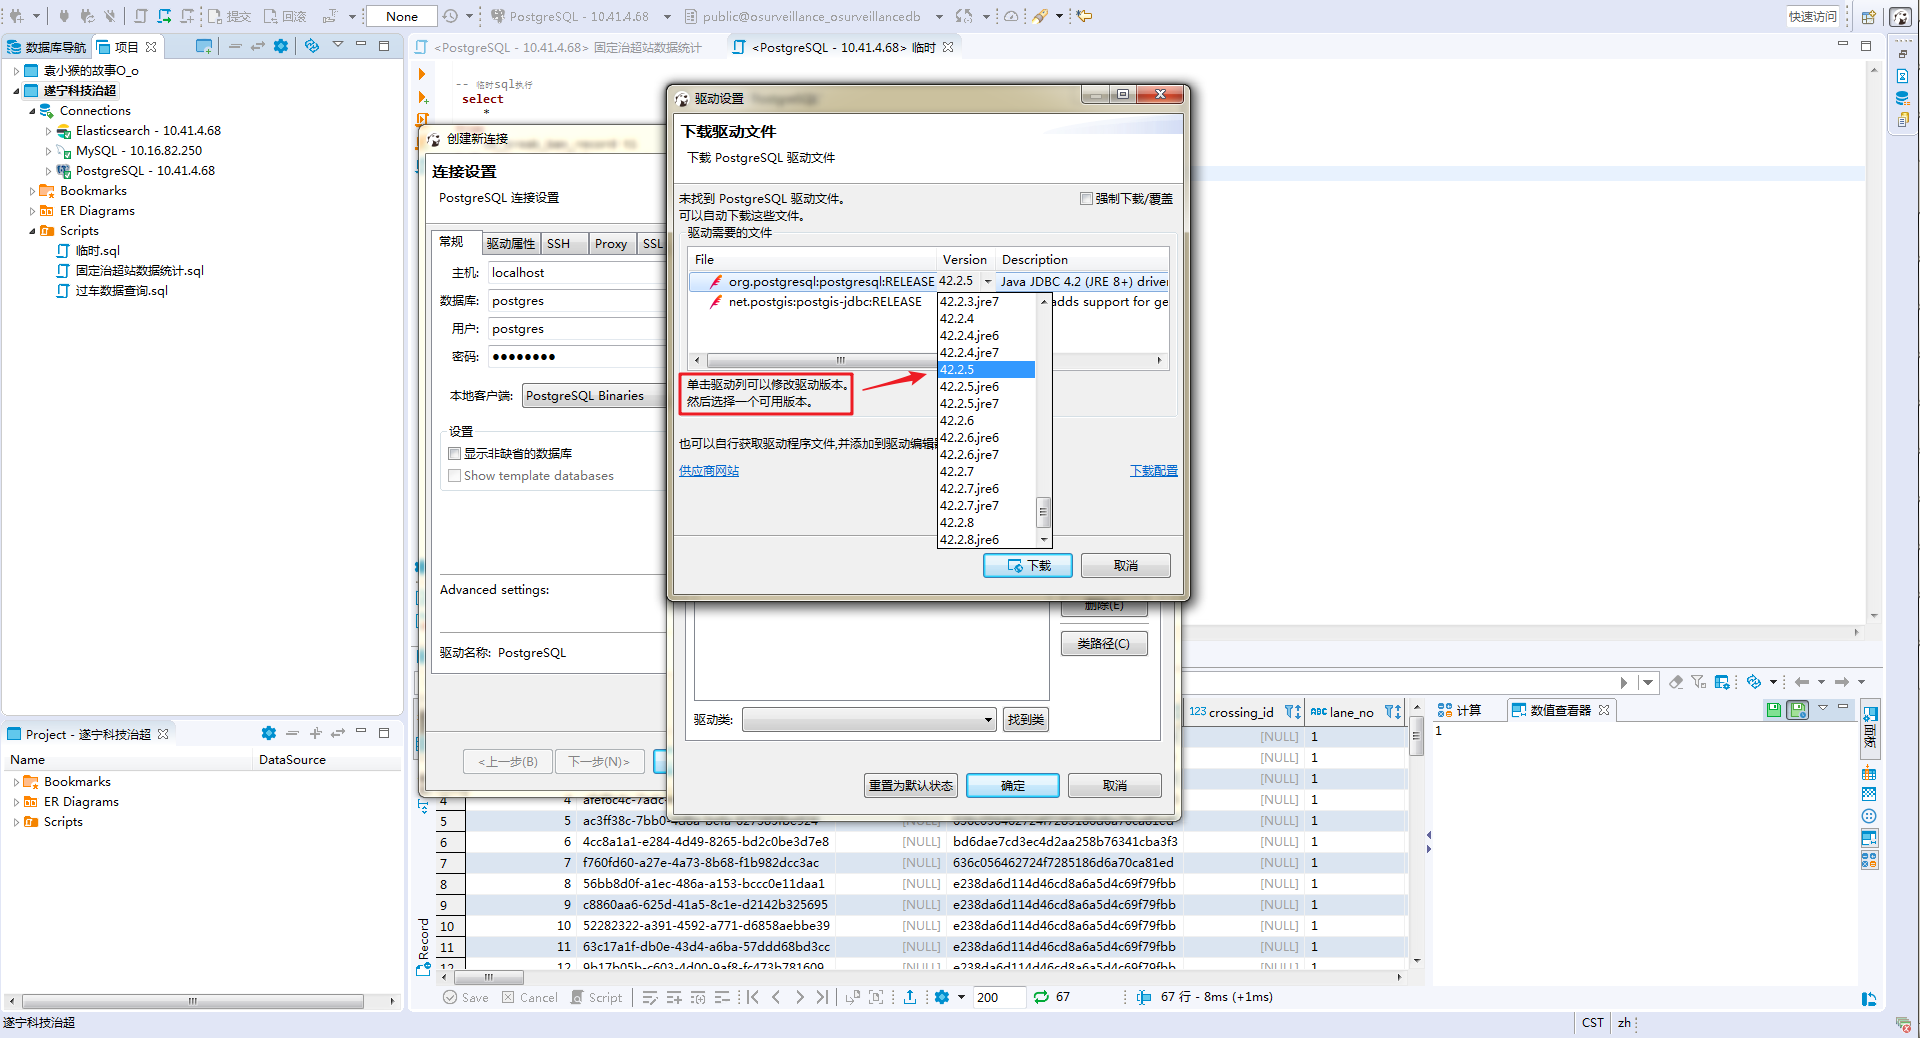 提交
回滚
None
PostgreSQL - 10.41.4.68
public@osurveillance_osurveillancedb
快速访问
数据库导航
项目
袁小猴的故事O_o
遂宁科技治超
Connections
Elasticsearch - 10.41.4.68
MySQL - 10.16.82.250
PostgreSQL - 10.41.4.68
Bookmarks
ER Diagrams
Scripts
临时.sql
固定治超站数据统计.sql
过车数据查询.sql
<PostgreSQL - 10.41.4.68> 固定治超站数据统计
<PostgreSQL - 10.41.4.68> 临时
-- 临时sql执行
select
*
创建新连接
连接设置
PostgreSQL 连接设置
常规
驱动属性
SSH
Proxy
SSL
主机:
localhost
数据库:
postgres
用户:
postgres
密码:
●●●●●●●●
本地客户端:
PostgreSQL Binaries
设置
显示非缺省的数据库
Show template databases
Advanced settings:
驱动名称: PostgreSQL
<上一步(B)
下一步(N)>
驱动设置
下载驱动文件
下载 PostgreSQL 驱动文件
未找到 PostgreSQL 驱动文件。
可以自动下载这些文件。
强制下载/覆盖
驱动需要的文件
File
Version
Description
org.postgresql:postgresql:RELEASE
42.2.5
Java JDBC 4.2 (JRE 8+) driver
net.postgis:postgis-jdbc:RELEASE
adds support for ge
42.2.3.jre7
42.2.4
42.2.4.jre6
42.2.4.jre7
42.2.5
42.2.5.jre6
42.2.5.jre7
42.2.6
42.2.6.jre6
42.2.6.jre7
42.2.7
42.2.7.jre6
42.2.7.jre7
42.2.8
42.2.8.jre6
单击驱动列可以修改驱动版本。
然后选择一个可用版本。
也可以自行获取驱动程序文件,并添加到驱动编辑
供应商网站
下载配置
下载
取消
删除(E)
类路径(C)
驱动类:
找到类
重置为默认状态
确定
取消
Project - 遂宁科技治超
Name
DataSource
Bookmarks
ER Diagrams
Scripts
123 crossing_id
ABC lane_no
[NULL] 1
[NULL] 1
[NULL] 1
4 4 afef6c4c-7adc- [NULL] 1
5 5 ac3ff38c-7bb0 [NULL] [NULL] 1
6 6 4cc8a1a1-e284-4d49-8265-bd2c0be3d7e8 [NULL] bd6dae7cd3ec4d2aa258b76341cba3f3 [NULL] 1
7 7 f760fd60-a27e-4a73-8b68-f1b982dcc3ac [NULL] 636c056462724f7285186d6a70ca81ed [NULL] 1
8 8 56bb8d0f-a1ec-486a-a153-bccc0e11daa1 [NULL] e238da6d114d46cd8a6a5d4c69f79fbb [NULL] 1
9 9 c8860aa6-625d-41a5-8c1e-d2142b325695 [NULL] e238da6d114d46cd8a6a5d4c69f79fbb [NULL] 1
10 10 52282322-a391-4592-a771-d6858aebbe39 [NULL] e238da6d114d46cd8a6a5d4c69f79fbb [NULL] 1
11 11 63c17a1f-db0e-43d4-a6ba-57ddd68bd3cc [NULL] e238da6d114d46cd8a6a5d4c69f79fbb [NULL] 1
12 12 9b17b05b-c603-4d00-9af8-fc473b781609 [NULL] e238da6d114d46cd8a6a5d4c69f79fbb [NULL] 1
Record
计算
数值查看器
1
面板
Save
Cancel
Script
200
67
67 行 - 8ms (+1ms)
遂宁科技治超
CST
zh